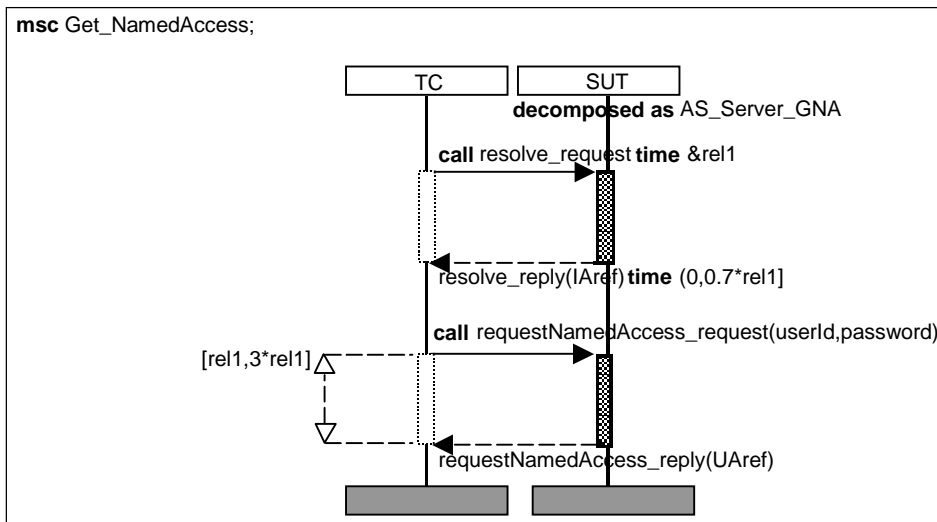 msc Get_NamedAccess;
TC
SUT
decomposed as AS_Server_GNA
call resolve_request time &rel1
resolve_reply(IAref) time (0,0.7*rel1]
call requestNamedAccess_request(userId,password)
[rel1,3*rel1]
requestNamedAccess_reply(UAref)